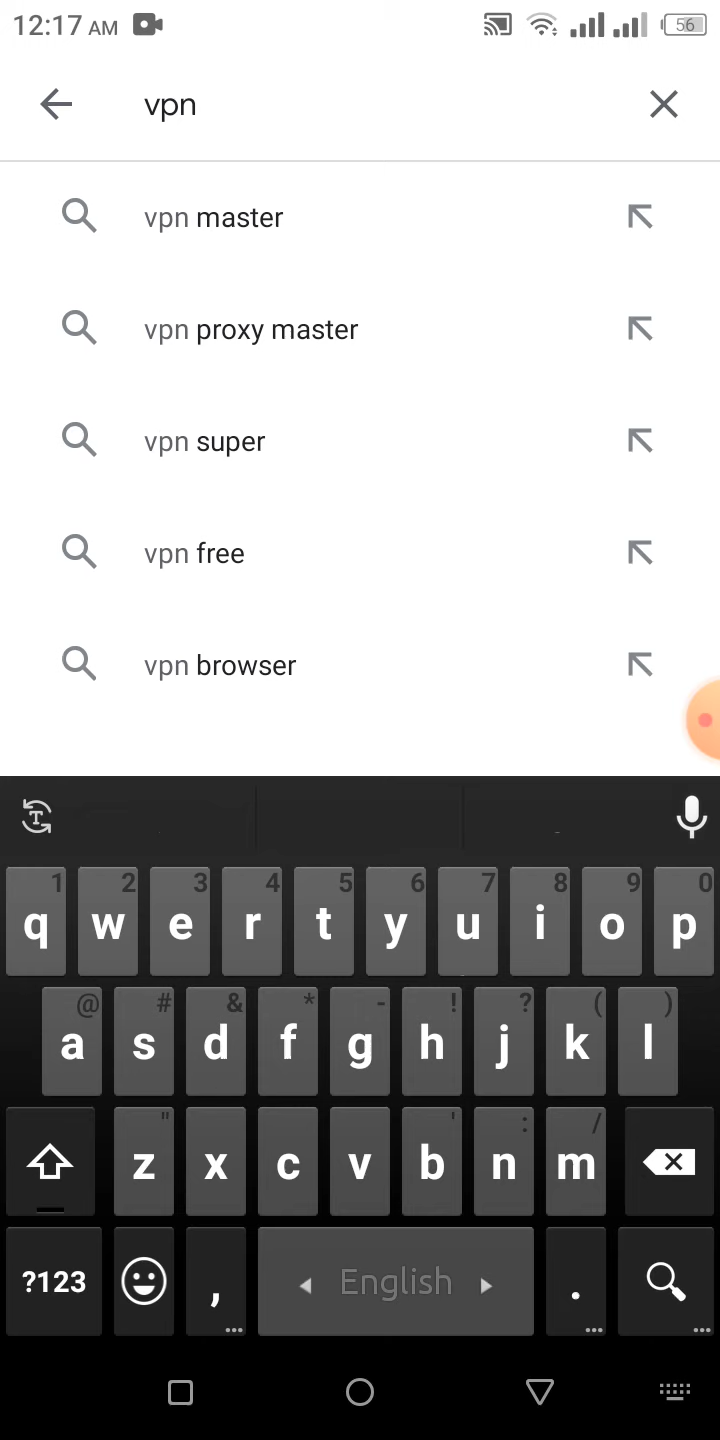 12:17 AM
56
vpn
vpn master
vpn proxy master
vpn super
vpn free
vpn browser
T
1 2 3 4 5 6 7 8 9 0
q w e r t y u i o p
@ # & * - ! ? ( )
a s d f g h j k l
" ' : /
z x c v b n m
?123 , English .